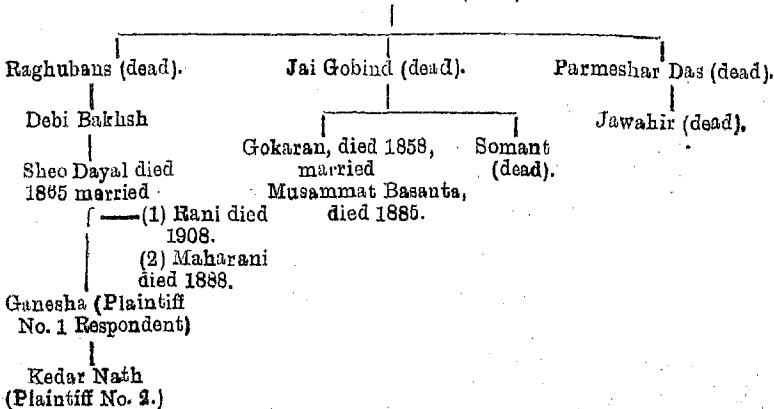 Raghubans (dead).
Jai Gobind (dead).
Parmeshar Das (dead).
Debi Bakhsh
Jawahir (dead).
Gokaran, died 1858,
married
Musammat Basanta,
died 1885.
Somant
(dead).
Sheo Dayal died
1865 married
(1) Rani died
1908.
(2) Maharani
died 1888.
Ganesha (Plaintiff
No. 1 Respondent)
Kedar Nath
(Plaintiff No. 2.)